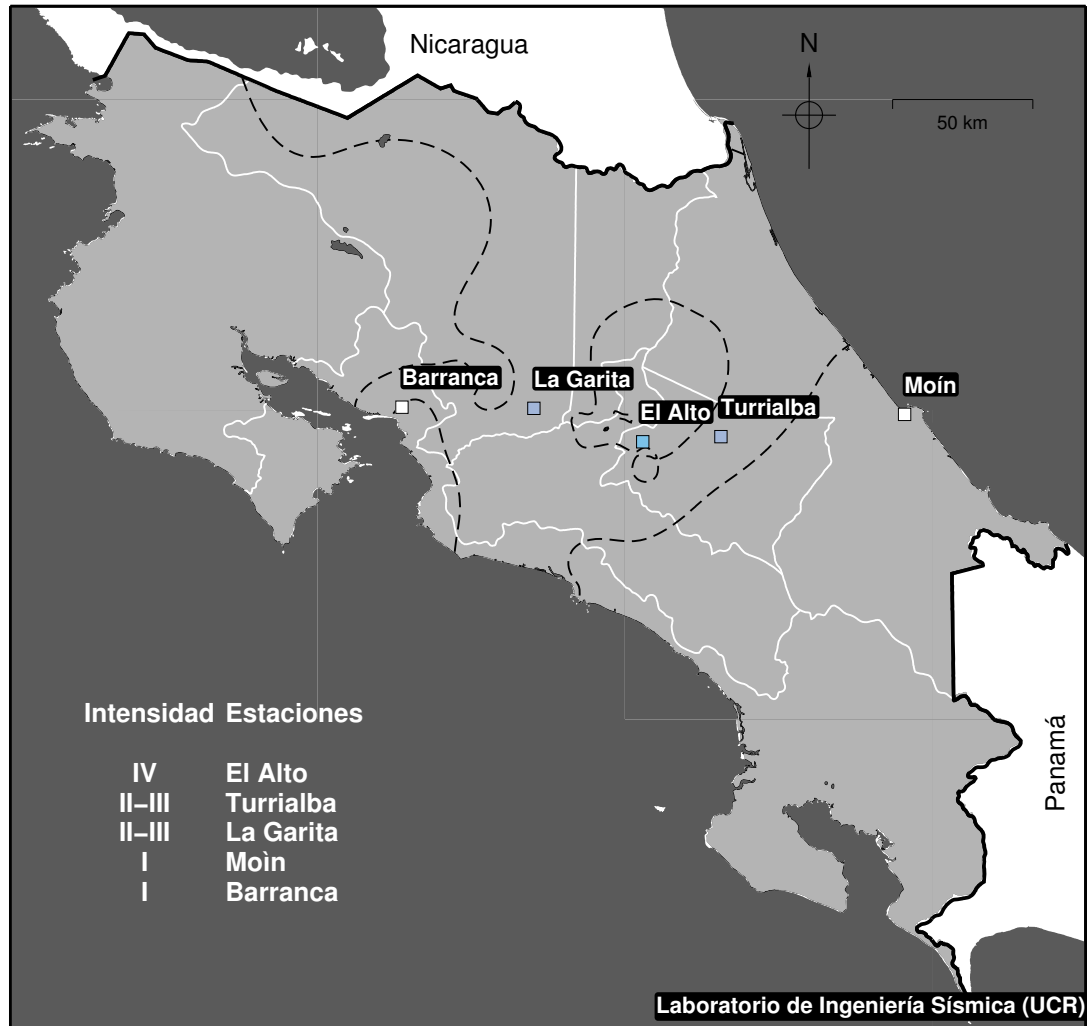 Nicaragua
N
50 km
Barranca
La Garita
Moín
El Alto
Turrialba
Intensidad Estaciones
IV El Alto
II–III Turrialba
II–III La Garita
I Moìn
I Barranca
Panamá
Laboratorio de Ingeniería Sísmica (UCR)